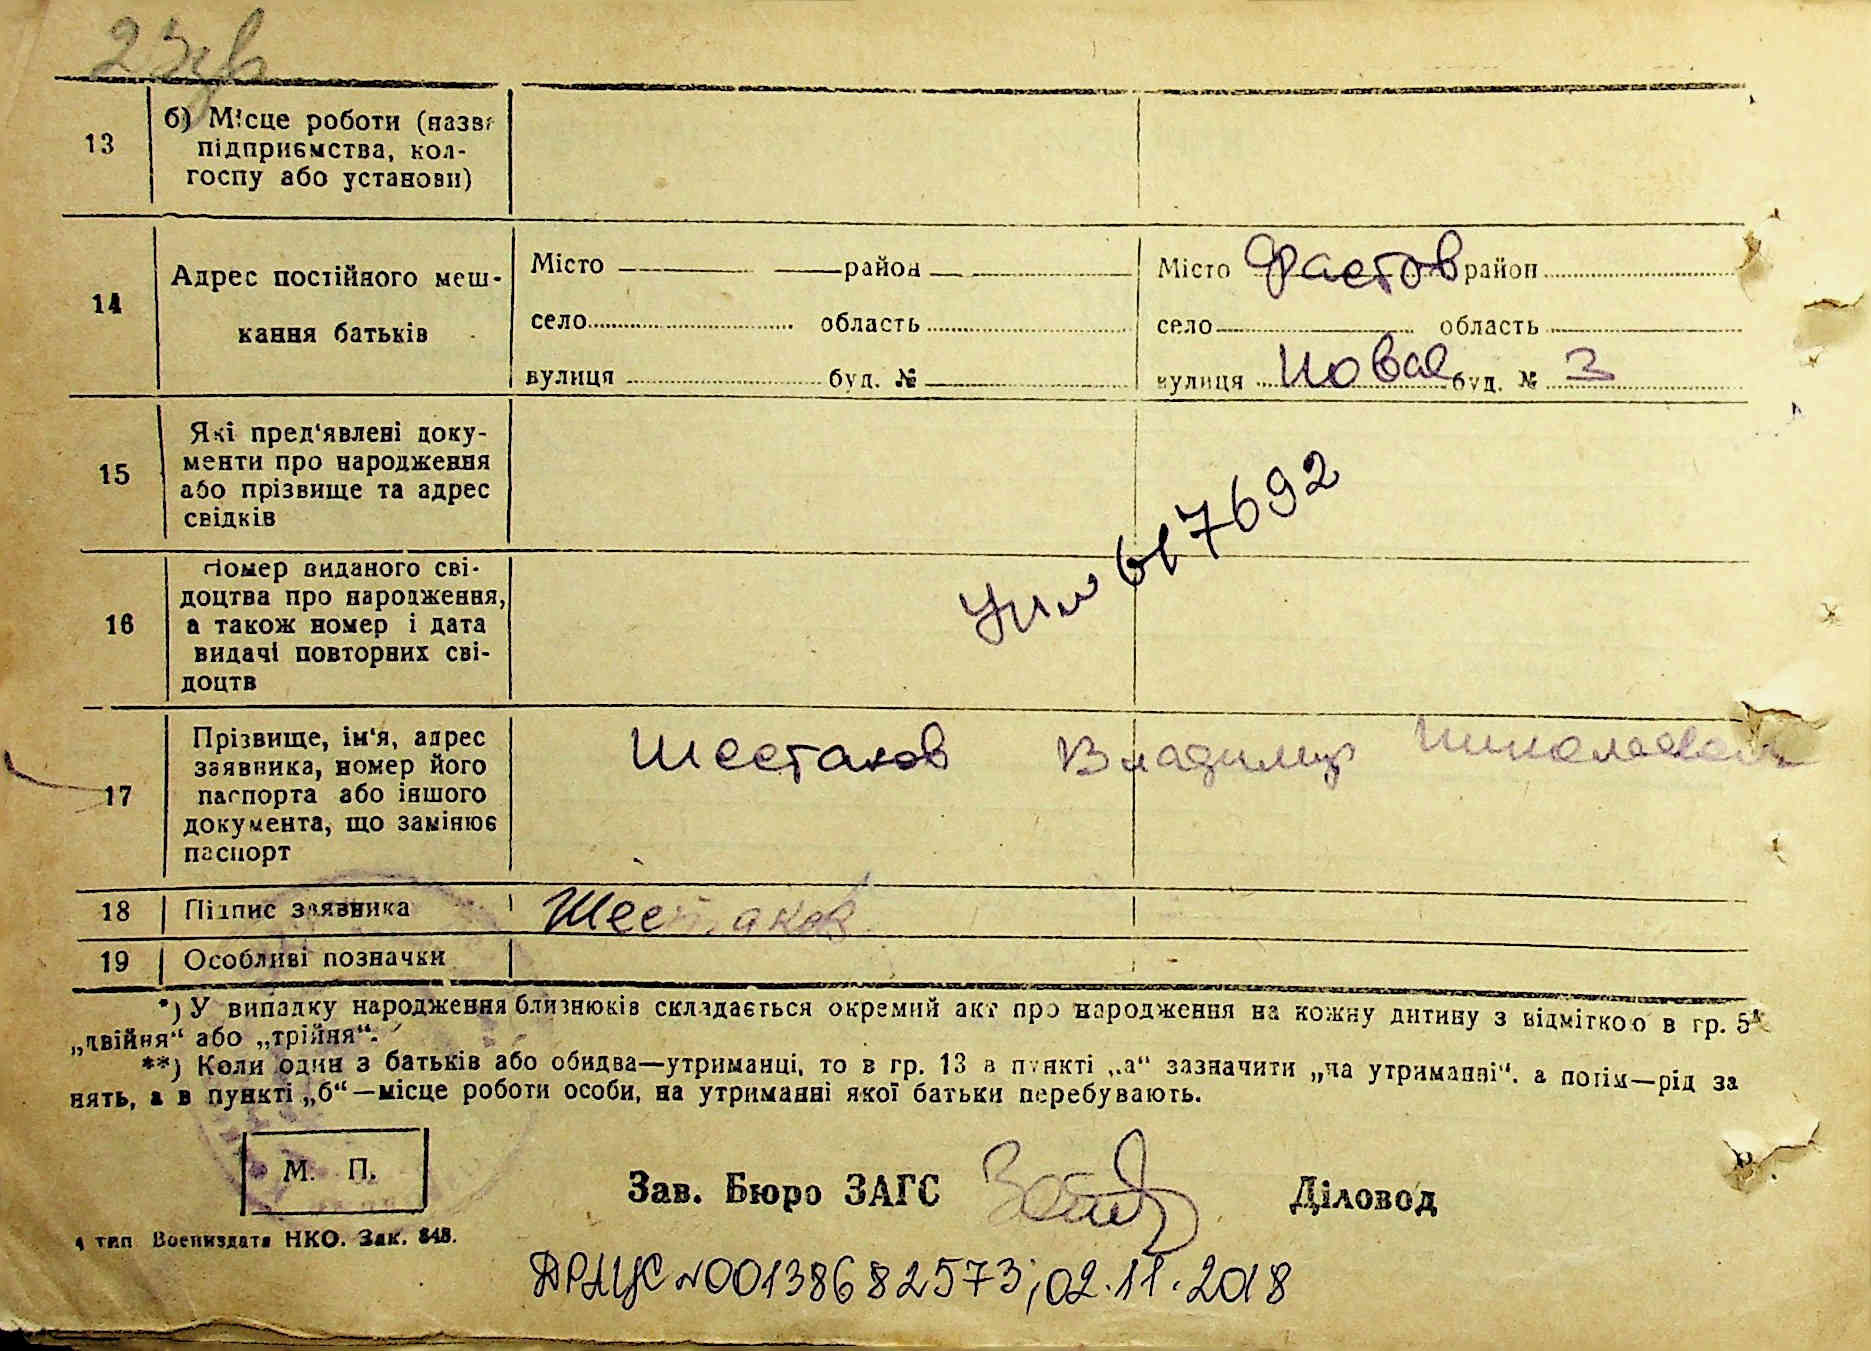 13
б) Місце роботи (назва
підприємства, кол-
госпу або установи)
14
Адрес постійного меш-
кання батьків
Місто район
село область
вулиця буд. №
Місто Фастов район
село область
вулиця Новая буд. № 3
15
Які пред'явлені доку-
менти про народження
або прізвище та адрес
свідків
617692
16
Номер виданого сві-
доцтва про народження,
а також номер і дата
видачі повторних сві-
доцтв
17
Прізвище, ім'я, адрес
заявника, номер його
паспорта або іншого
документа, що замінює
паспорт
Шестаков Владимир Николаевич
18 Підпис заявника Шестаков
19 Особливі позначки
*) У випадку народження близнюків складається окремий акт про народження на кожну дитину з відміткою в гр. 5
„двійня“ або „трійня“.
**) Коли один з батьків або обидва—утриманці, то в гр. 13 в пункті „а“ зазначити „на утриманні“, а потім—рід за
нять, а в пункті „б“—місце роботи особи, на утриманні якої батьки перебувають.
М. П.
Зав. Бюро ЗАГС
Діловод
4 тип Воениздата НКО. Зак. 848.
ДРАЦС №00138682573; 02.11.2018